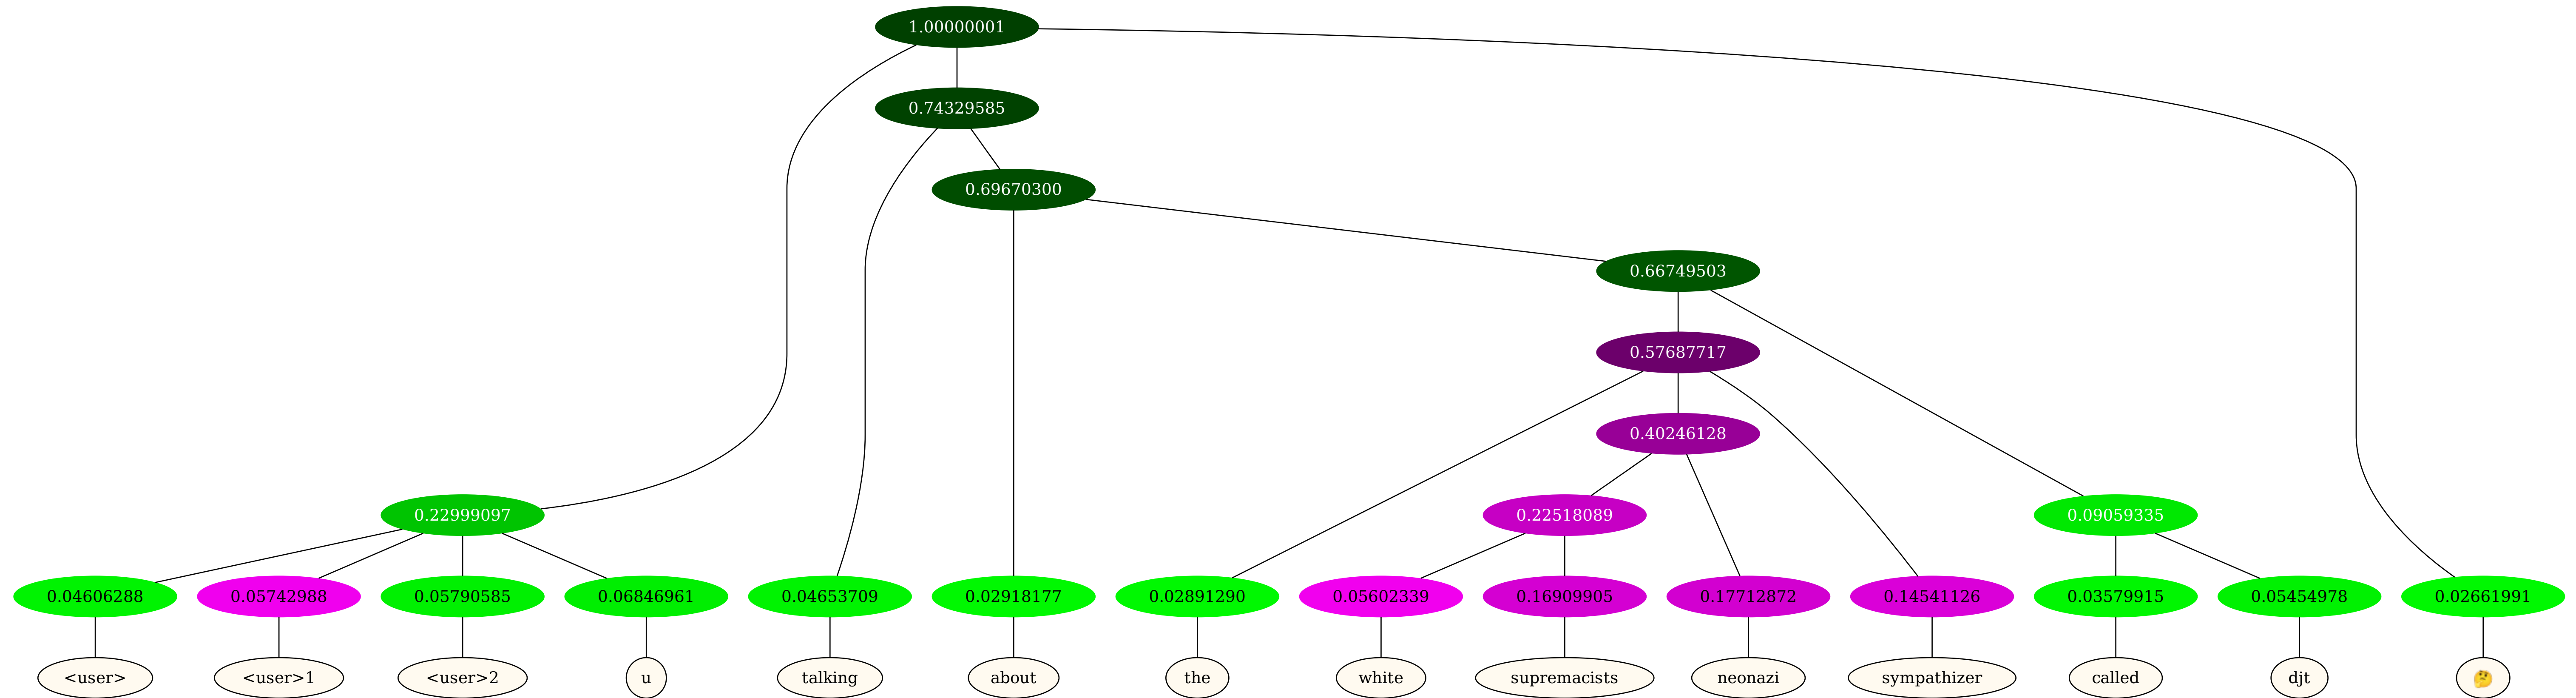 1.00000001
0.74329585
0.69670300
0.66749503
0.57687717
0.40246128
0.22999097 0.22518089 0.09059335
0.04606288 0.05742988 0.05790585 0.06846961 0.04653709 0.02918177 0.02891290 0.05602339 0.16909905 0.17712872 0.14541126 0.03579915 0.05454978 0.02661991
<user> <user>1 <user>2 u talking about the white supremacists neonazi sympathizer called djt 🤔